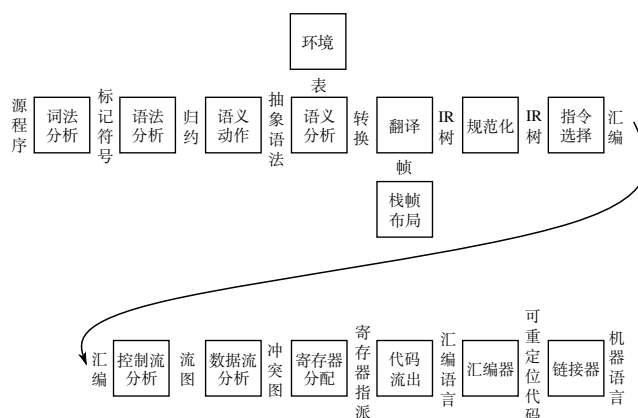 环境
表
源程序
词法
分析
标记符号
语法
分析
归约
语义
动作
抽象语法
语义
分析
转换
翻译
IR
树
规范化
IR
树
指令
选择
汇编
帧
栈帧
布局
汇编
控制流
分析
流图
数据流
分析
冲突图
寄存器
分配
寄存器指派
代码
流出
汇编语言
汇编器
可重定位代码
链接器
机器语言